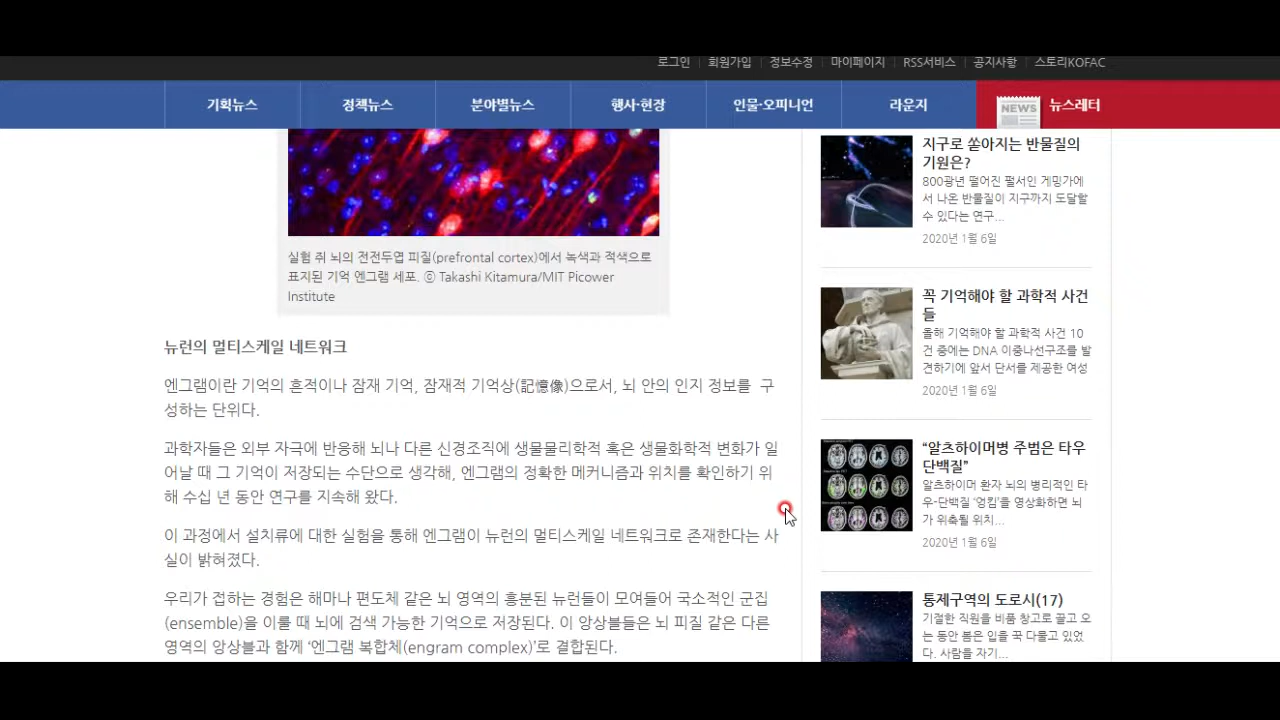 로그인 회원가입 정보수정 마이페이지 RSS서비스 공지사항 스토리KOFAC
기획뉴스 정책뉴스 분야별뉴스 행사·현장 인물·오피니언 라운지 NEWS 뉴스레터
실험 쥐 뇌의 전전두엽 피질(prefrontal cortex)에서 녹색과 적색으로
표지된 기억 엔그램 세포. ⓒ Takashi Kitamura/MIT Picower
Institute
뉴런의 멀티스케일 네트워크
엔그램이란 기억의 흔적이나 잠재 기억, 잠재적 기억상(記憶像)으로서, 뇌 안의 인지 정보를 구
성하는 단위다.
과학자들은 외부 자극에 반응해 뇌나 다른 신경조직에 생물물리학적 혹은 생물화학적 변화가 일
어날 때 그 기억이 저장되는 수단으로 생각해, 엔그램의 정확한 메커니즘과 위치를 확인하기 위
해 수십 년 동안 연구를 지속해 왔다.
이 과정에서 설치류에 대한 실험을 통해 엔그램이 뉴런의 멀티스케일 네트워크로 존재한다는 사
실이 밝혀졌다.
우리가 접하는 경험은 해마나 편도체 같은 뇌 영역의 흥분된 뉴런들이 모여들어 국소적인 군집
(ensemble)을 이룰 때 뇌에 검색 가능한 기억으로 저장된다. 이 앙상블들은 뇌 피질 같은 다른
영역의 앙상블과 함께 ‘엔그램 복합체(engram complex)’로 결합된다.
지구로 쏟아지는 반물질의
기원은?
800광년 떨어진 펄서인 게밍가에
서 나온 반물질이 지구까지 도달할
수 있다는 연구...
2020년 1월 6일
꼭 기억해야 할 과학적 사건
들
올해 기억해야 할 과학적 사건 10
건 중에는 DNA 이중나선구조를 발
견하기에 앞서 단서를 제공한 여성
2020년 1월 6일
“알츠하이머병 주범은 타우
단백질”
알츠하이머 환자 뇌의 병리적인 타
우-단백질 ‘엉킴’을 영상화하면 뇌
가 위축될 위치...
2020년 1월 6일
통제구역의 도로시(17)
기절한 직원을 비품 창고로 끌고 오
는 동안 봄은 입을 꾹 다물고 있었
다. 사람을 자기...